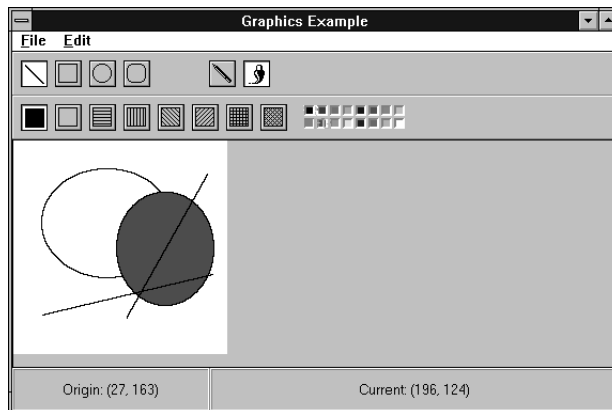 Graphics Example
File Edit
Origin: (27, 163) Current: (196, 124)